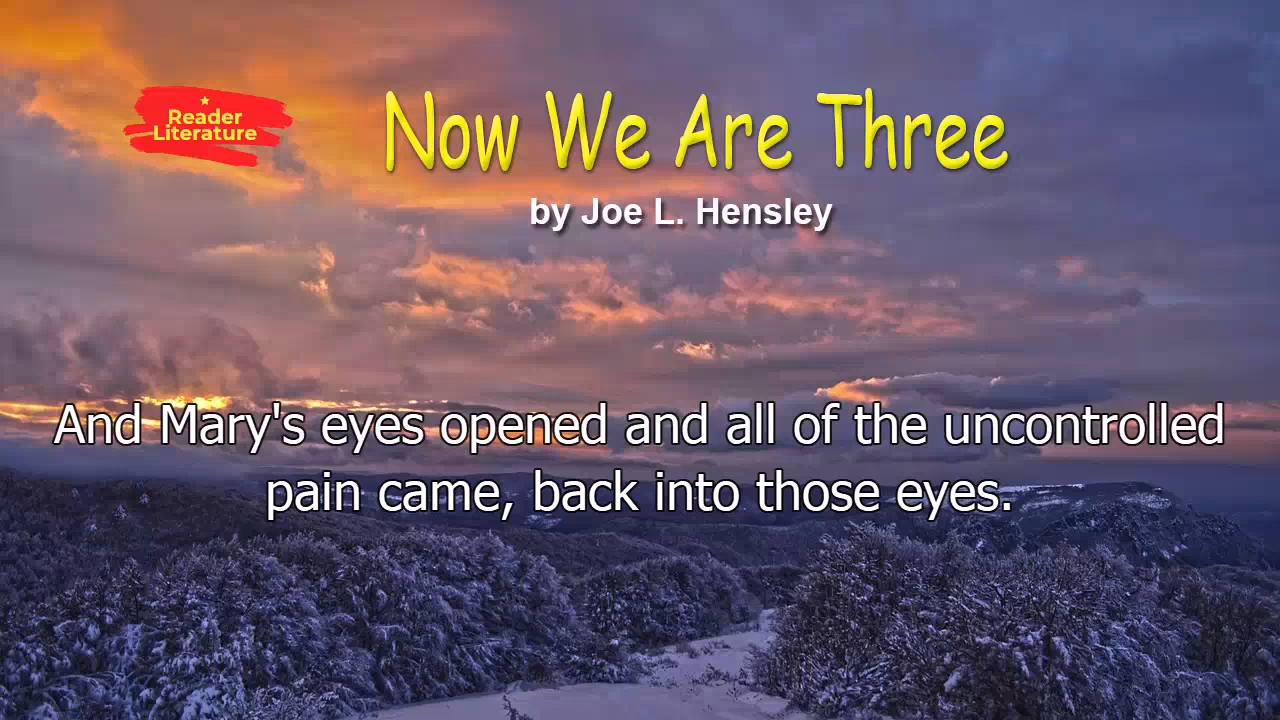 Reader
Literature
Now We Are Three
by Joe L. Hensley
And Mary's eyes opened and all of the uncontrolled
pain came, back into those eyes.